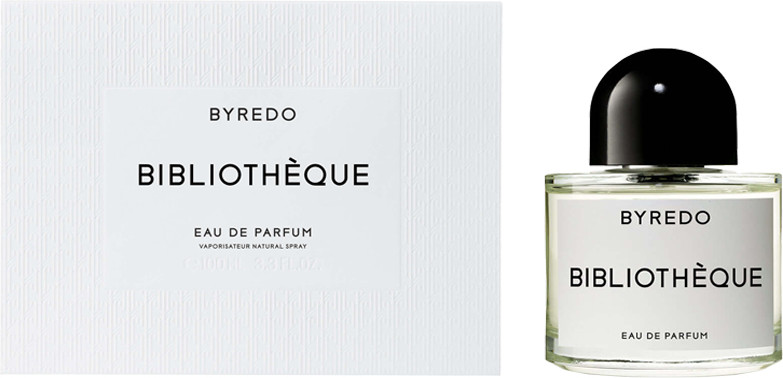 BYREDO
BIBLIOTHÈQUE
EAU DE PARFUM
VAPORISATEUR NATURAL SPRAY
BYREDO
BIBLIOTHÈQUE
EAU DE PARFUM